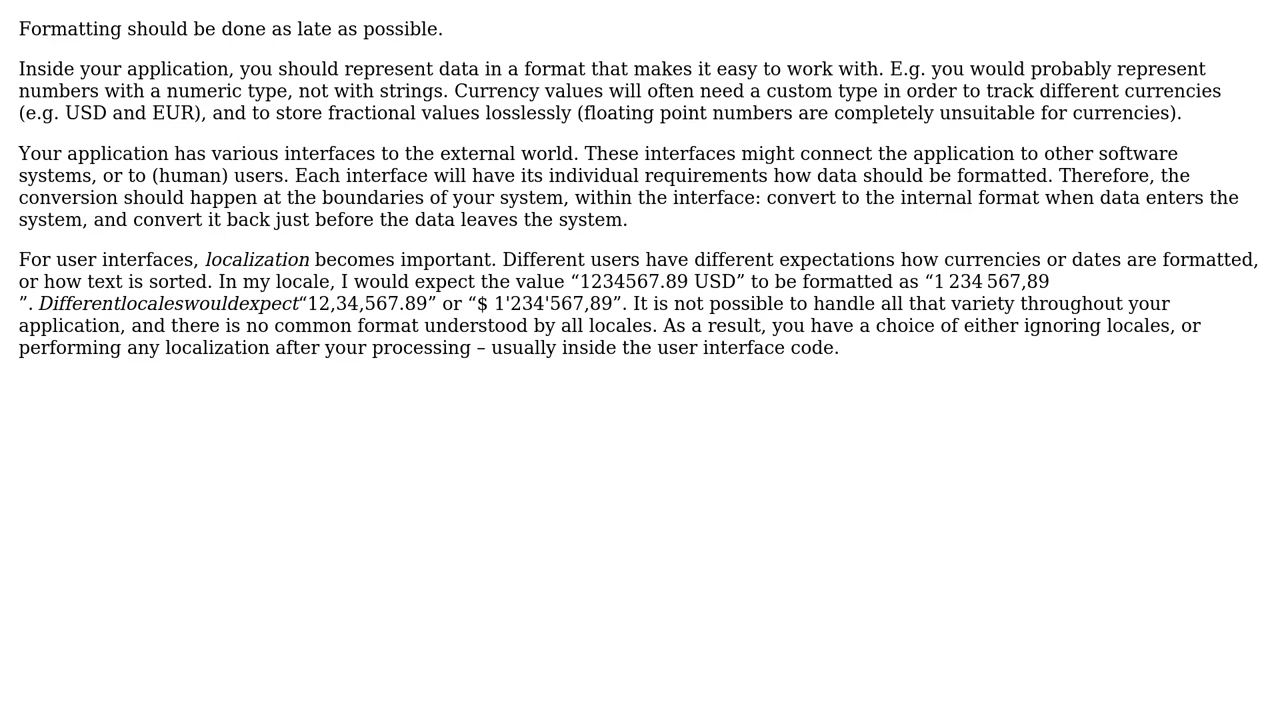 Formatting should be done as late as possible.
Inside your application, you should represent data in a format that makes it easy to work with. E.g. you would probably represent
numbers with a numeric type, not with strings. Currency values will often need a custom type in order to track different currencies
(e.g. USD and EUR), and to store fractional values losslessly (floating point numbers are completely unsuitable for currencies).
Your application has various interfaces to the external world. These interfaces might connect the application to other software
systems, or to (human) users. Each interface will have its individual requirements how data should be formatted. Therefore, the
conversion should happen at the boundaries of your system, within the interface: convert to the internal format when data enters the
system, and convert it back just before the data leaves the system.
For user interfaces, localization becomes important. Different users have different expectations how currencies or dates are formatted,
or how text is sorted. In my locale, I would expect the value “1234567.89 USD” to be formatted as “1 234 567,89
”. Differentlocaleswouldexpect“12,34,567.89” or “$ 1'234'567,89”. It is not possible to handle all that variety throughout your
application, and there is no common format understood by all locales. As a result, you have a choice of either ignoring locales, or
performing any localization after your processing – usually inside the user interface code.